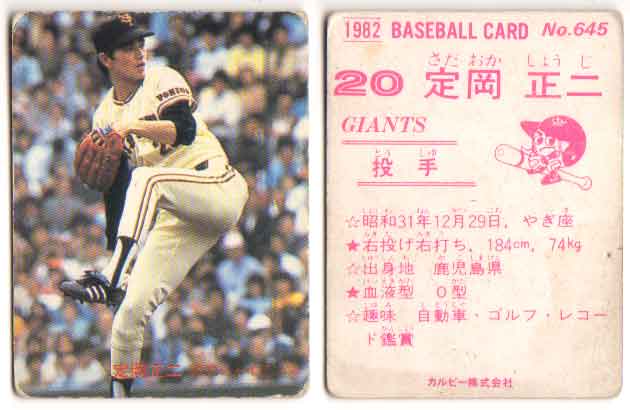 定岡正二
1982 BASEBALL CARD No.645
さだ おか しょう じ
20 定岡 正二
GIANTS
とう しゅ
投手
☆昭和31年12月29日, やぎ座
★右投げ右打ち, 184cm, 74kg
☆出身地 鹿児島県
★血液型 O型
☆趣味 自動車・ゴルフ・レコー
ド鑑賞
カルビー株式会社